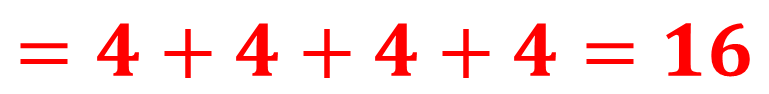 = 4 + 4 + 4 + 4 = 16